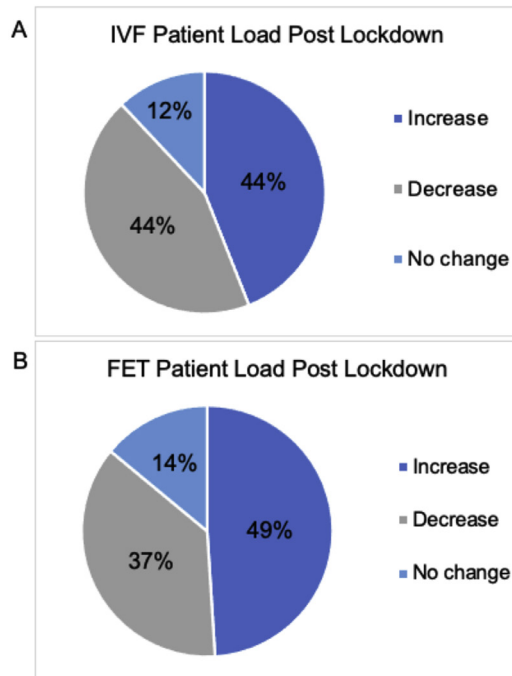 A
IVF Patient Load Post Lockdown
12%
44%
44%
Increase
Decrease
No change
B
FET Patient Load Post Lockdown
14%
49%
37%
Increase
Decrease
No change